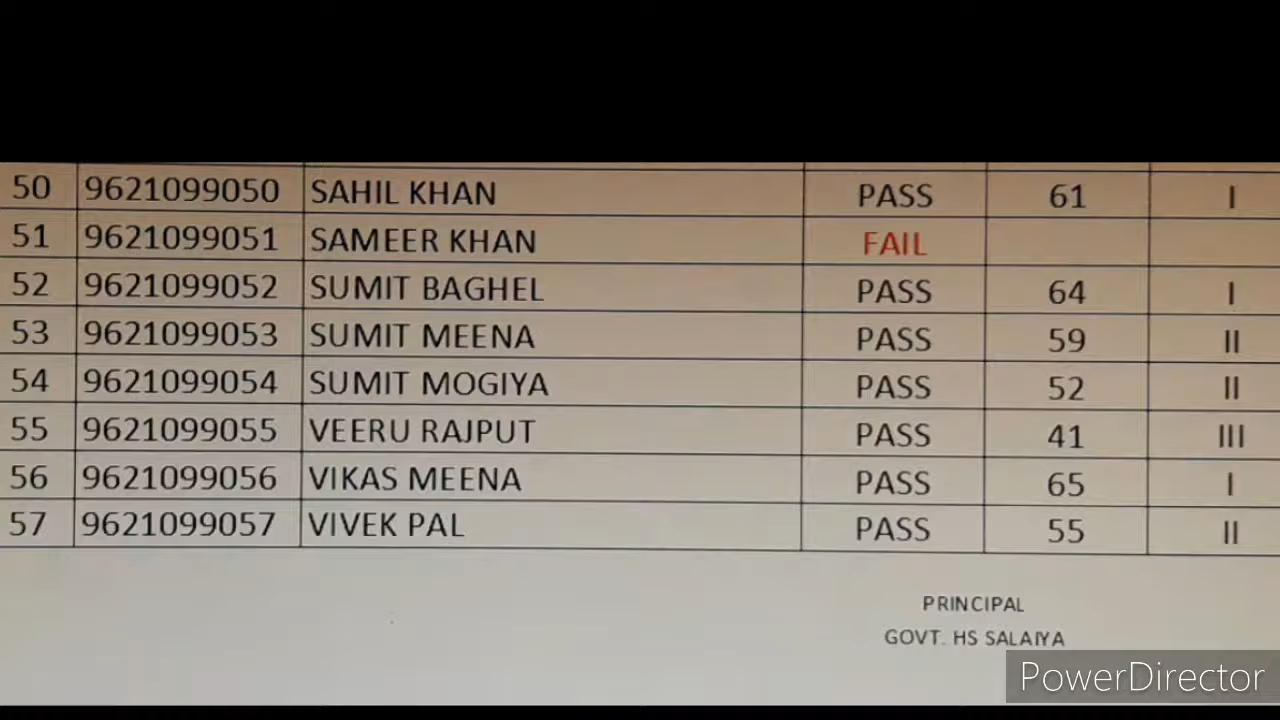 50 9621099050 SAHIL KHAN PASS 61 I
51 9621099051 SAMEER KHAN FAIL
52 9621099052 SUMIT BAGHEL PASS 64 I
53 9621099053 SUMIT MEENA PASS 59 II
54 9621099054 SUMIT MOGIYA PASS 52 II
55 9621099055 VEERU RAJPUT PASS 41 III
56 9621099056 VIKAS MEENA PASS 65 I
57 9621099057 VIVEK PAL PASS 55 II
PRINCIPAL
GOVT. HS SALAIYA
PowerDirector